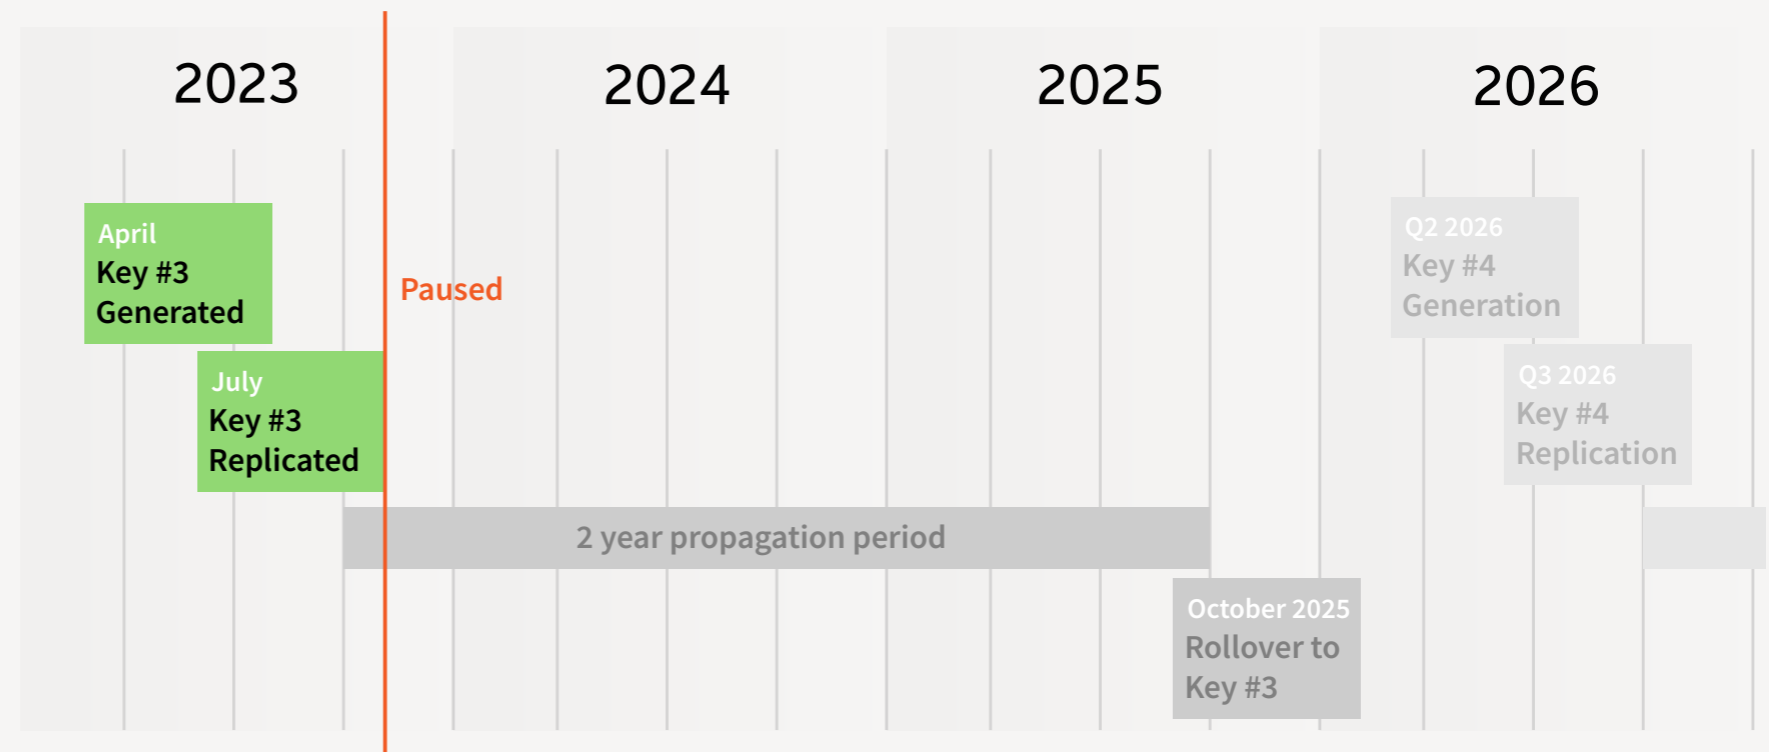 2023
2024
2025
2026
April
Key #3
Generated
July
Key #3
Replicated
Paused
2 year propagation period
October 2025
Rollover to
Key #3
Q2 2026
Key #4
Generation
Q3 2026
Key #4
Replication